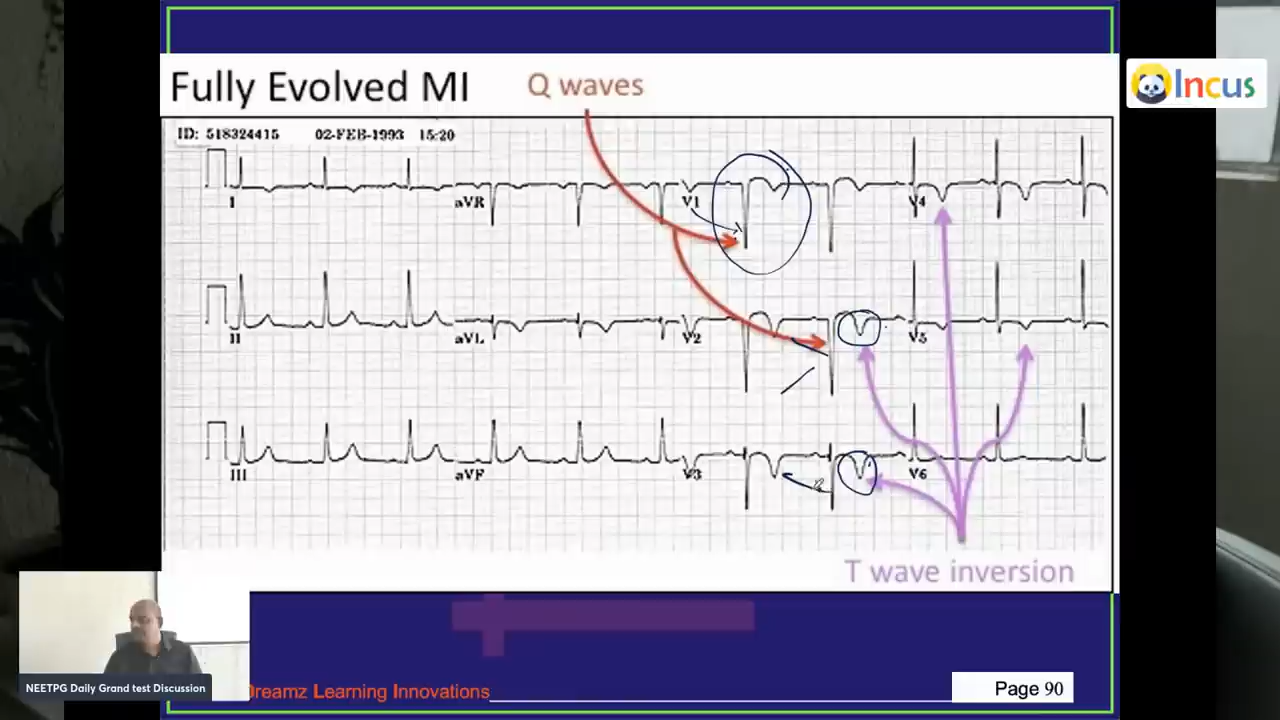 Fully Evolved MI
Q waves
Incus
ID: 518324415 02-FEB-1993 15:20
I
aVR
V1
V4
II
aVL
V2
V5
III
aVF
V3
V6
T wave inversion
NEETPG Daily Grand test Discussion
Dreamz Learning Innovations
Page 90